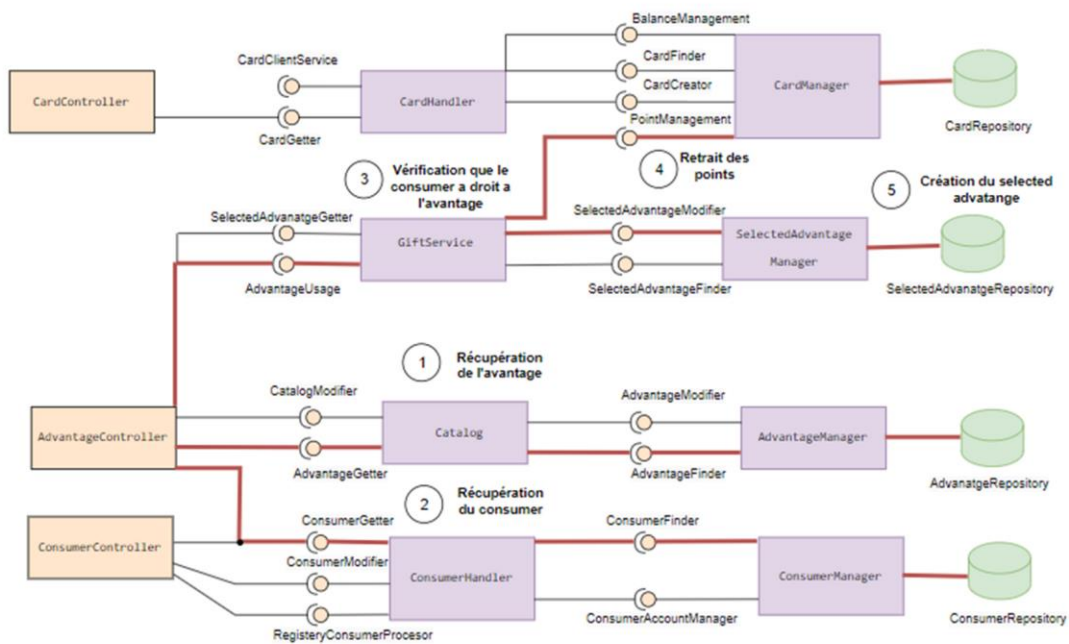 BalanceManagement
CardClientService
CardFinder
CardController
CardHandler
CardCreator
CardManager
CardGetter
PointManagement
CardRepository
3
Vérification que le
consumer a droit a
l'avantage
4
Retrait des
points
5
Création du selected
advatange
SelectedAdvanatgeGetter
SelectedAdvantageModifier
GiftService
SelectedAdvantage
Manager
AdvantageUsage
SelectedAdvantageFinder
SelectedAdvanatgeRepository
1
Récupération
de l'avantage
CatalogModifier
AdvantageModifier
AdvantageController
Catalog
AdvantageManager
AdvantageGetter
AdvantageFinder
AdvanatgeRepository
2
Récupération
du consumer
ConsumerGetter
ConsumerFinder
ConsumerController
ConsumerModifier
ConsumerHandler
ConsumerManager
RegisteryConsumerProcesor
ConsumerAccountManager
ConsumerRepository